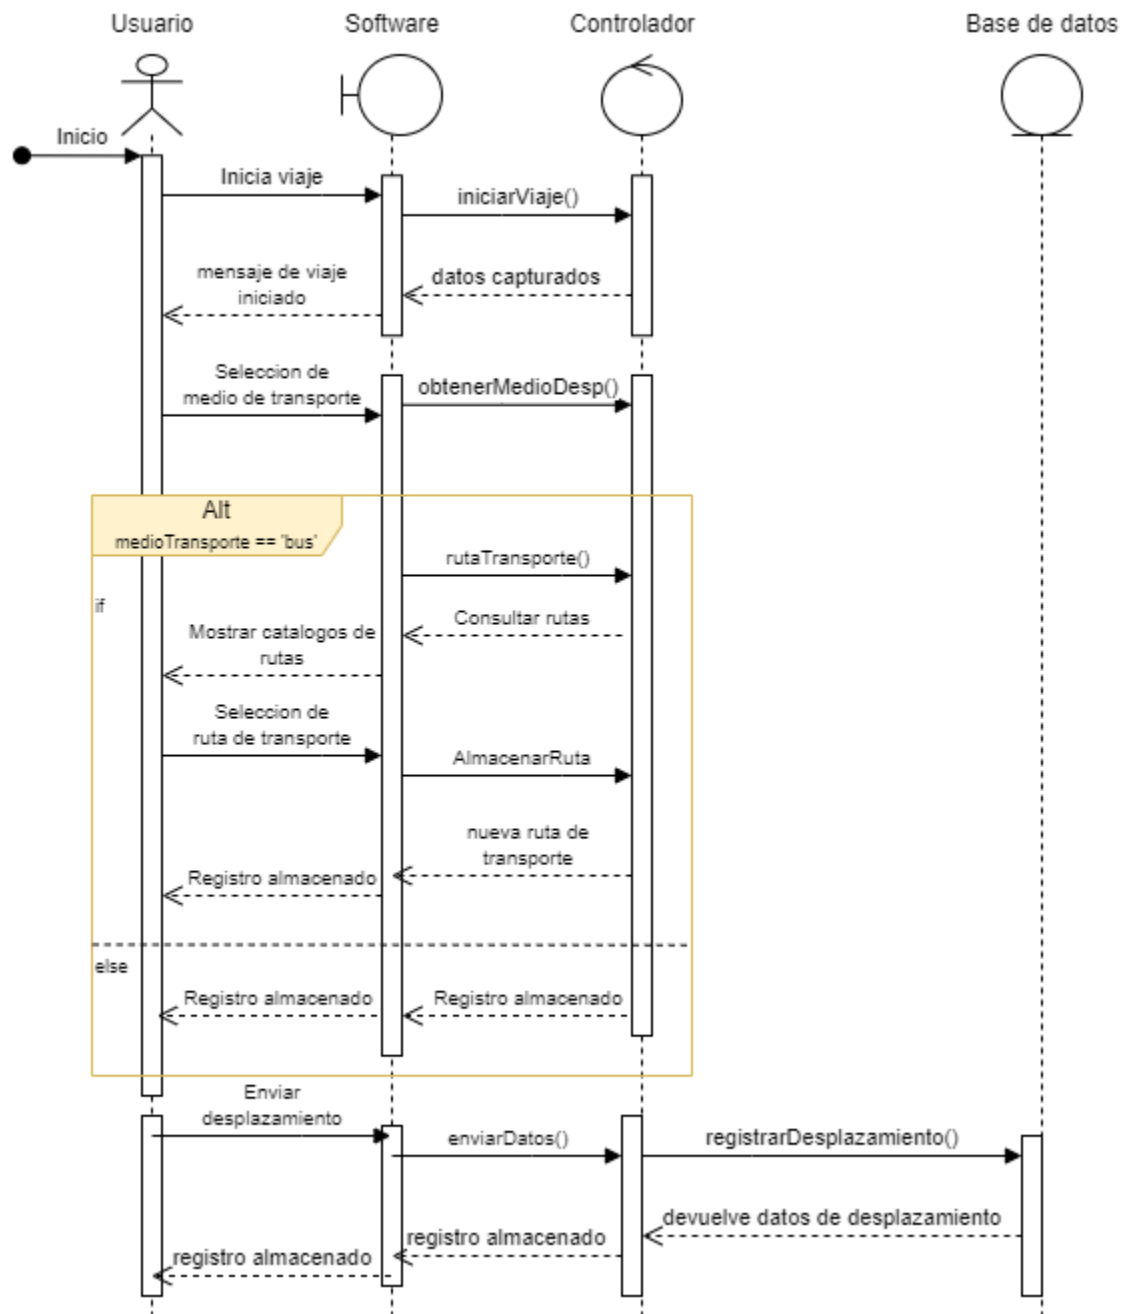 Usuario
Software
Controlador
Base de datos
Inicio
Inicia viaje
iniciarViaje()
mensaje de viaje
iniciado
datos capturados
Seleccion de
medio de transporte
obtenerMedioDesp()
Alt
medioTransporte == 'bus'
rutaTransporte()
if
Consultar rutas
Mostrar catalogos de
rutas
Seleccion de
ruta de transporte
AlmacenarRuta
nueva ruta de
transporte
Registro almacenado
else
Registro almacenado
Registro almacenado
Enviar
desplazamiento
enviarDatos()
registrarDesplazamiento()
devuelve datos de desplazamiento
registro almacenado
registro almacenado